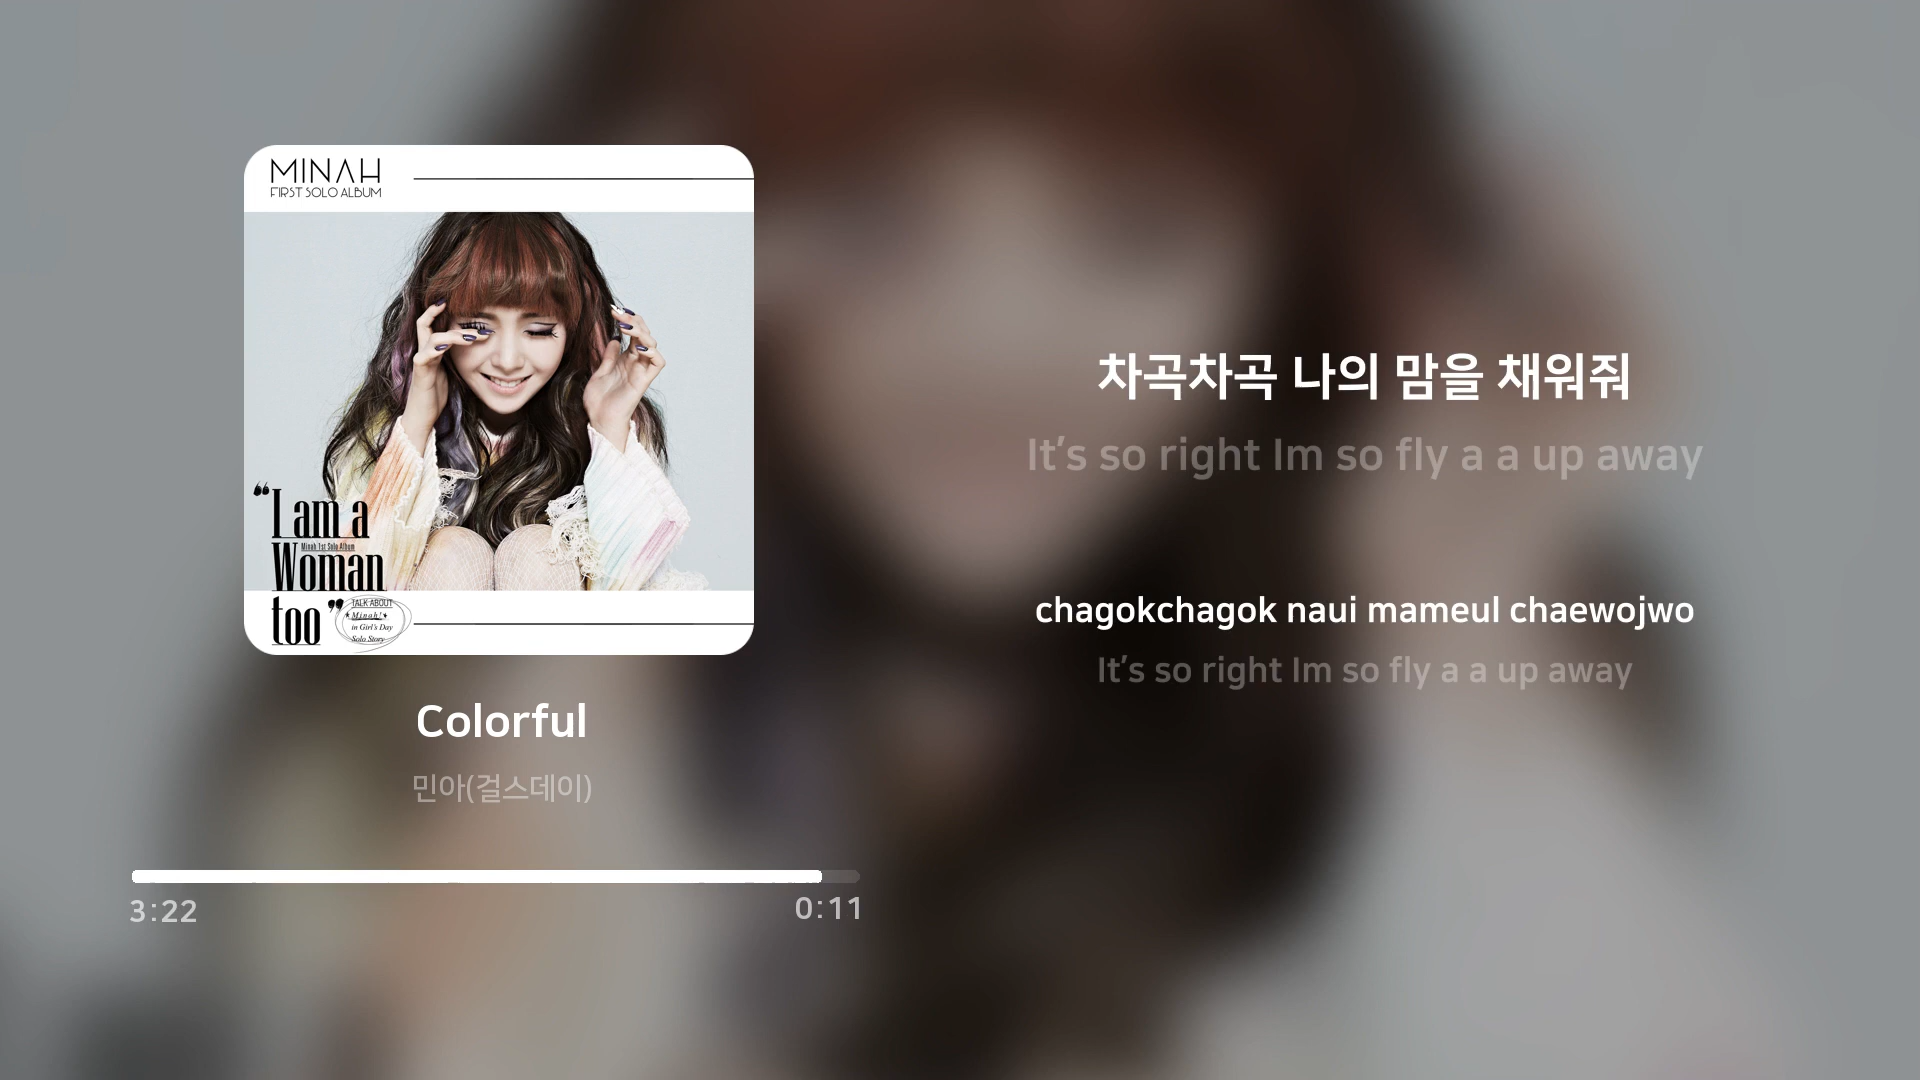 MINAH
FIRST SOLO ALBUM
“I am a
Minah 1st Solo Album
Woman
too”
TALK ABOUT
Minah!
in Girl's Day
Solo Story
Colorful
민아(걸스데이)
3:22
0:11
차곡차곡 나의 맘을 채워줘
It’s so right Im so fly a a up away
chagokchagok naui mameul chaewojwo
It’s so right Im so fly a a up away